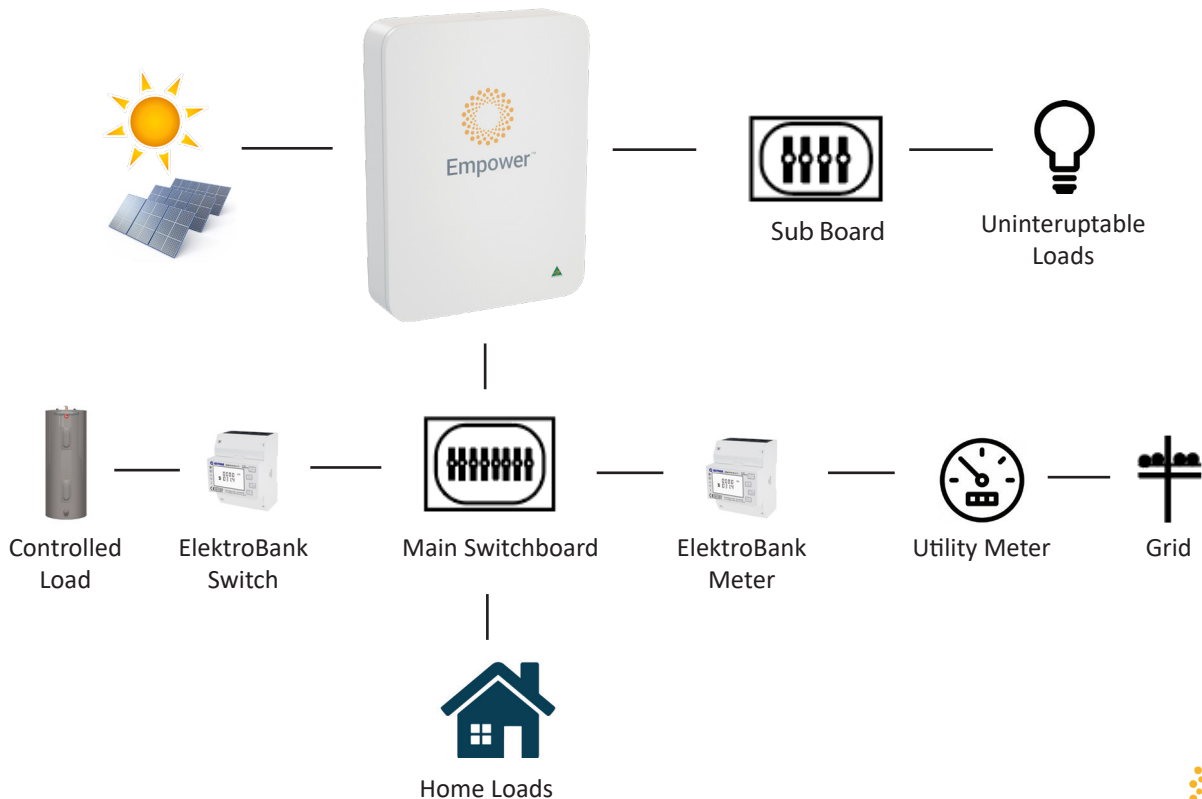 Empower™
Sub Board
Uninteruptable
Loads
Controlled
Load
ElektroBank
Switch
Main Switchboard
ElektroBank
Meter
Utility Meter
Grid
Home Loads